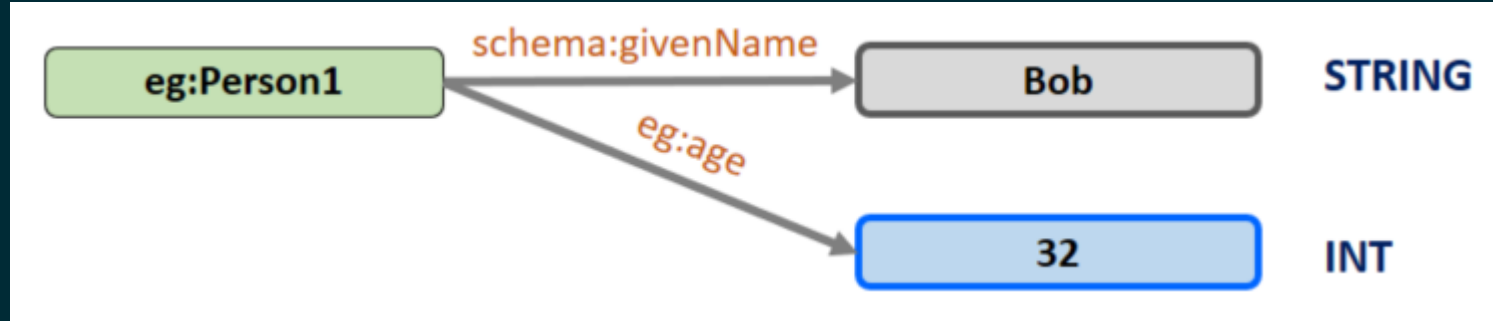 schema:givenName
eg:Person1
Bob
STRING
eg:age
32
INT